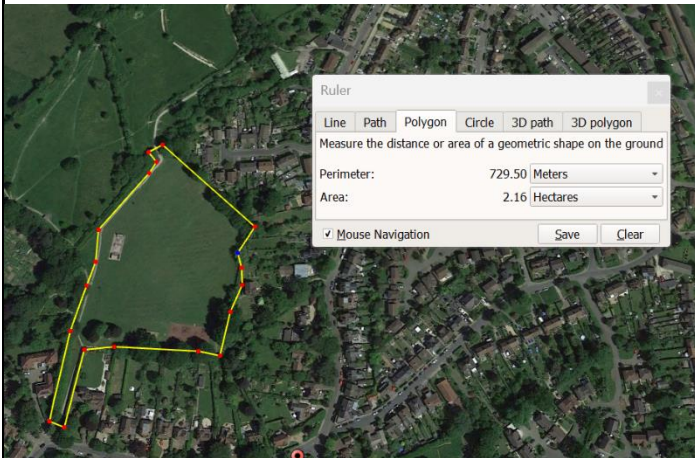 Ruler
Line Path Polygon Circle 3D path 3D polygon
Measure the distance or area of a geometric shape on the ground
Perimeter: 729.50 Meters
Area: 2.16 Hectares
Mouse Navigation Save Clear